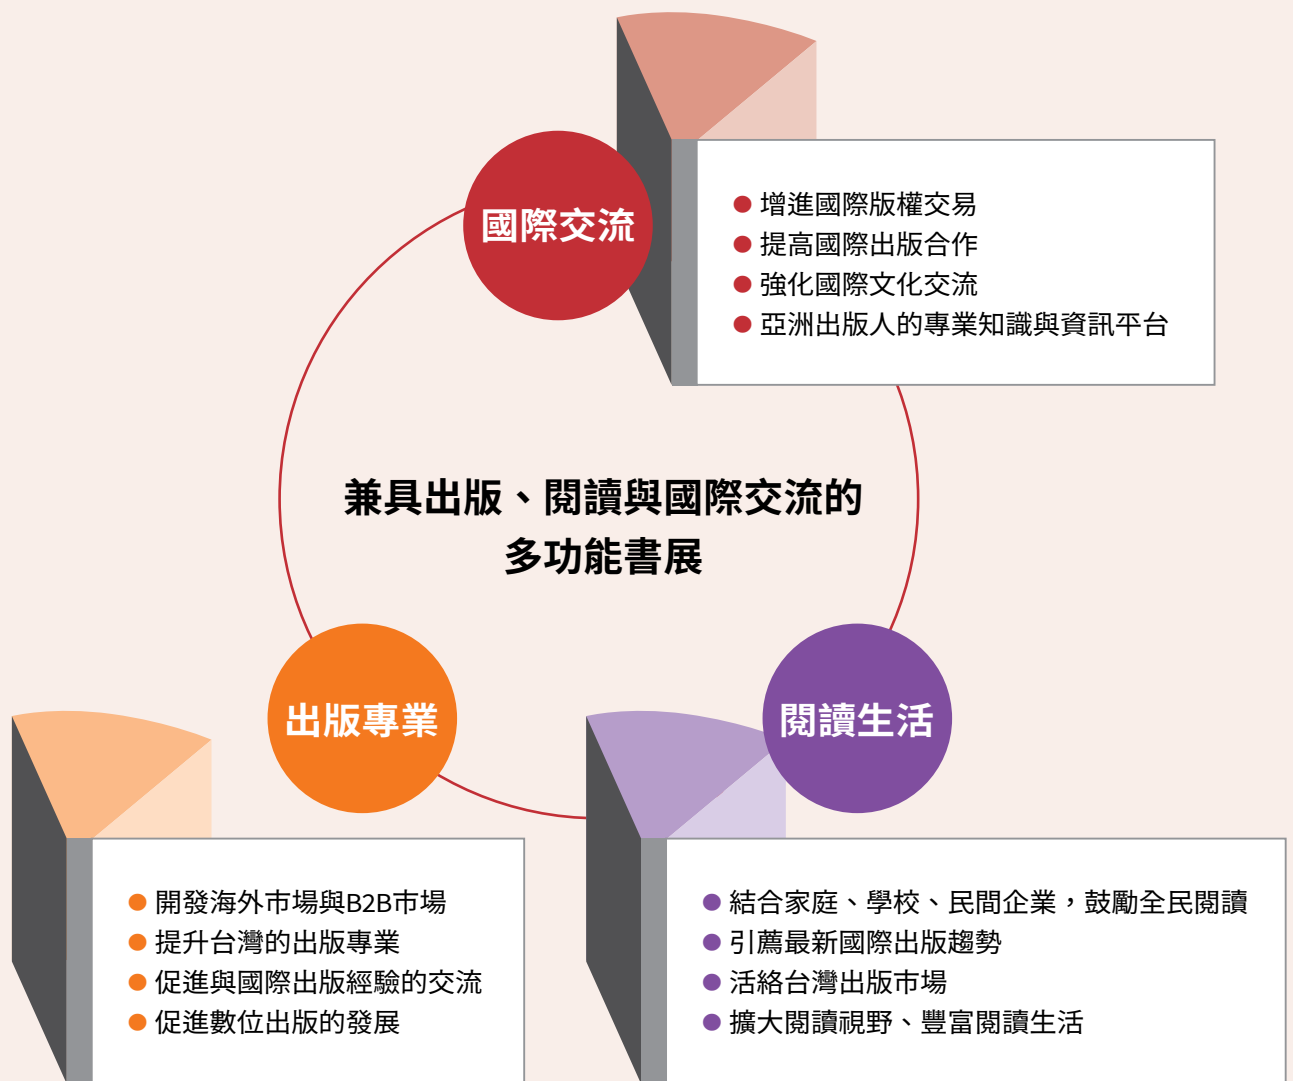 國際交流
● 增進國際版權交易
● 提高國際出版合作
● 強化國際文化交流
● 亞洲出版人的專業知識與資訊平台
兼具出版、閱讀與國際交流的
多功能書展
出版專業
● 開發海外市場與B2B市場
● 提升台灣的出版專業
● 促進與國際出版經驗的交流
● 促進數位出版的發展
閱讀生活
● 結合家庭、學校、民間企業，鼓勵全民閱讀
● 引薦最新國際出版趨勢
● 活絡台灣出版市場
● 擴大閱讀視野、豐富閱讀生活